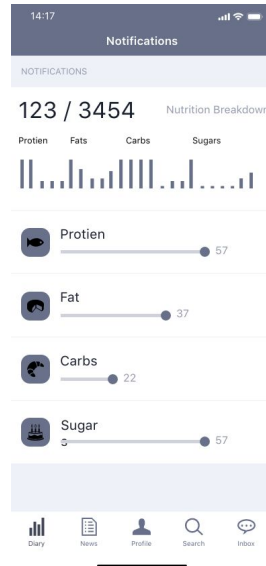 14:17
Notifications
NOTIFICATIONS
123 / 3454 Nutrition Breakdown
Protien Fats Carbs Sugars
Protien
57
Fat
37
Carbs
22
Sugar
57
Diary News Profile Search Inbox